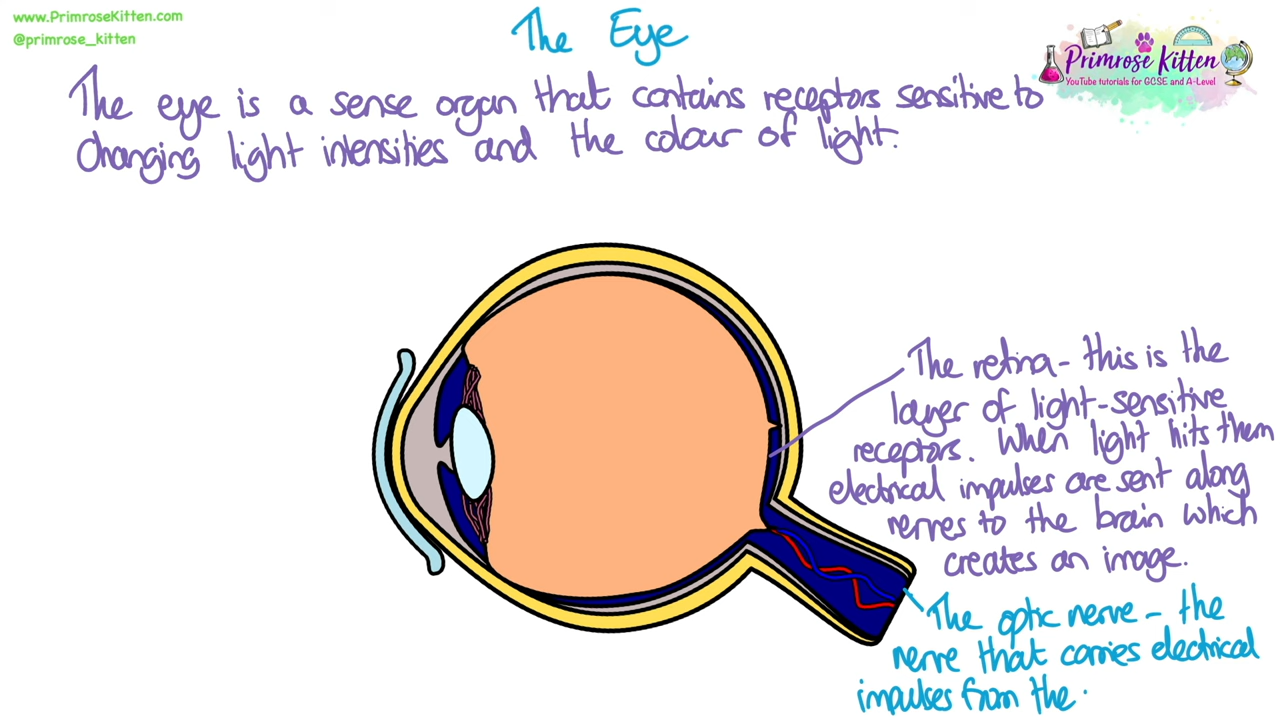 www.PrimroseKitten.com
@primrose_kitten
The Eye
Primrose Kitten
YouTube tutorials for GCSE and A-Level
The eye is a sense organ that contains receptors sensitive to
changing light intensities and the colour of light.
The retina - this is the
layer of light-sensitive
receptors. When light hits them
electrical impulses are sent along
nerves to the brain which
creates an image.
The optic nerve - the
nerve that carries electrical
impulses from the